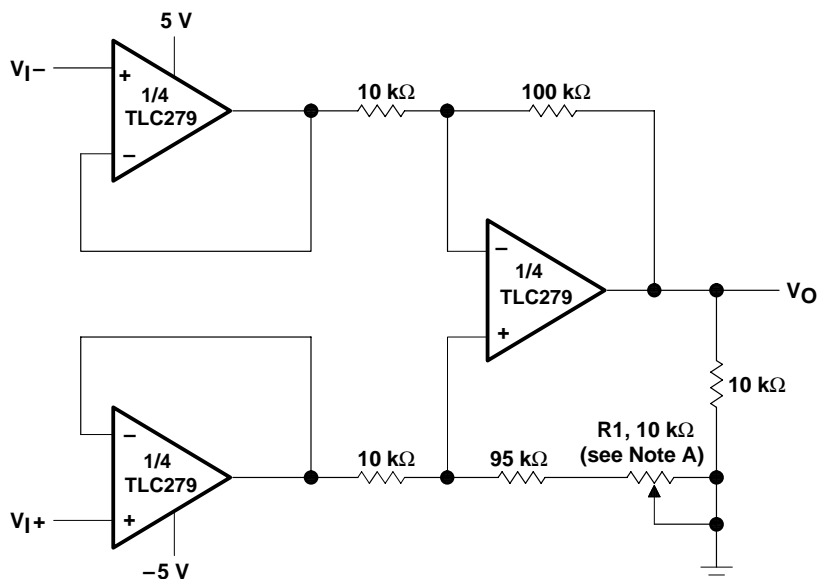 5 V
VI−
+
1/4
TLC279
−
10 kΩ
100 kΩ
−
1/4
TLC279
+
VO
10 kΩ
R1, 10 kΩ
(see Note A)
−
1/4
TLC279
+
VI+
−5 V
10 kΩ
95 kΩ